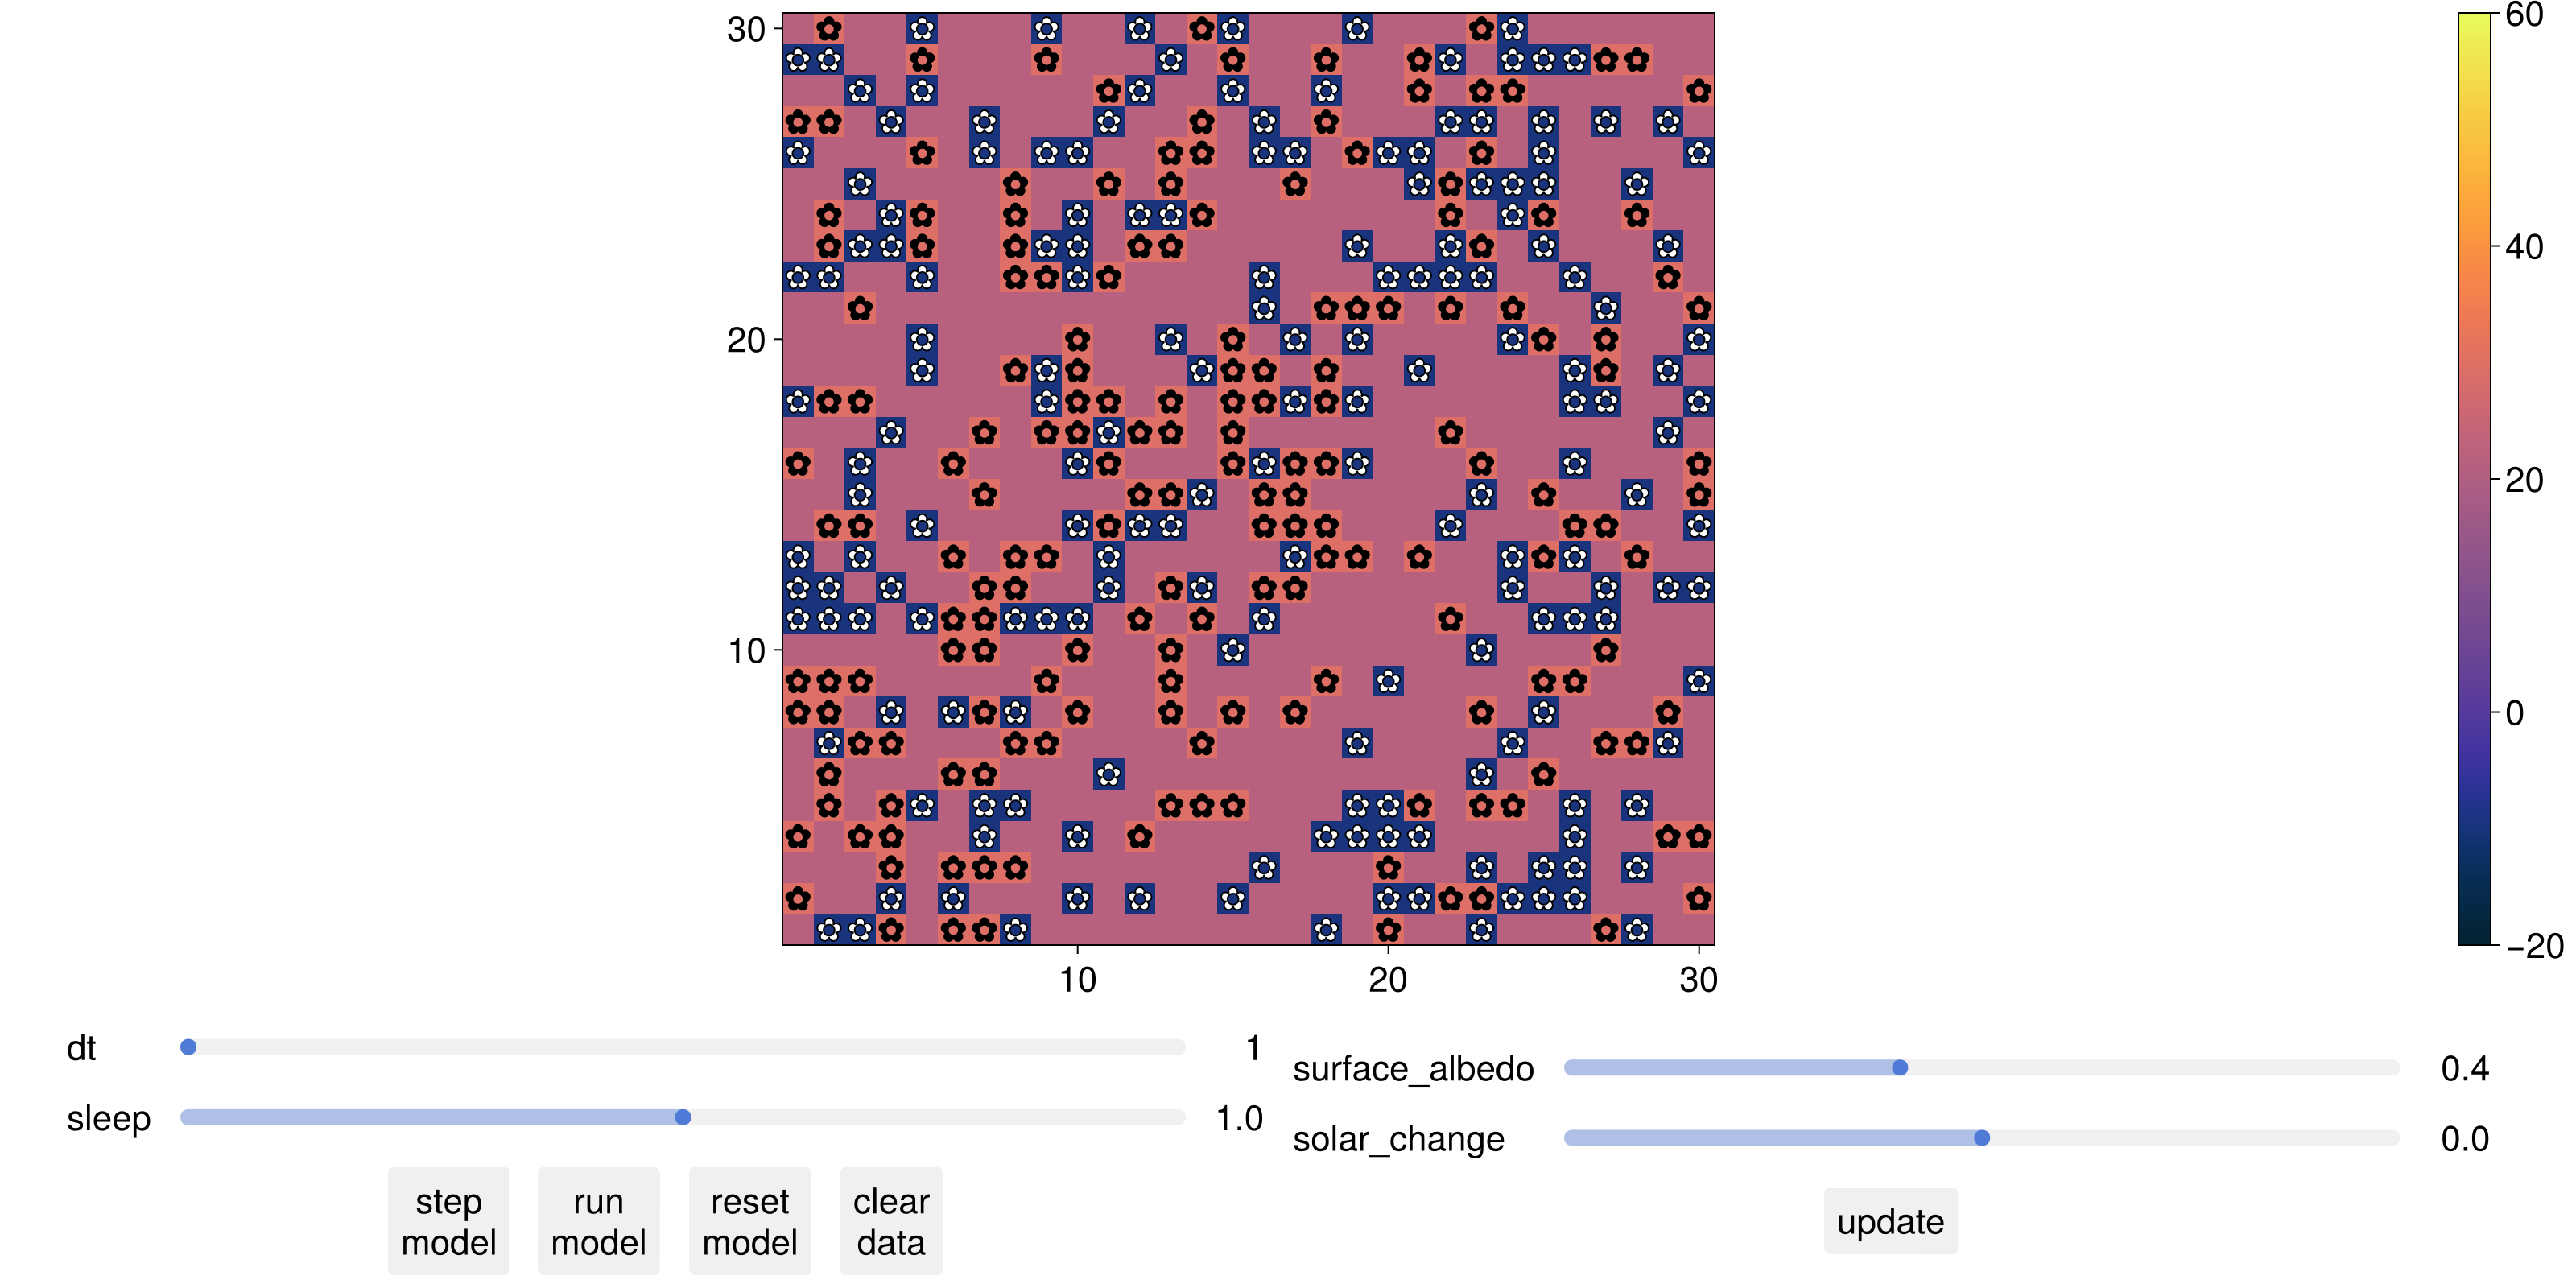 30
20
10
10
20
30
60
40
20
0
−20
dt
1
sleep
1.0
surface_albedo
0.4
solar_change
0.0
step
model
run
model
reset
model
clear
data
update